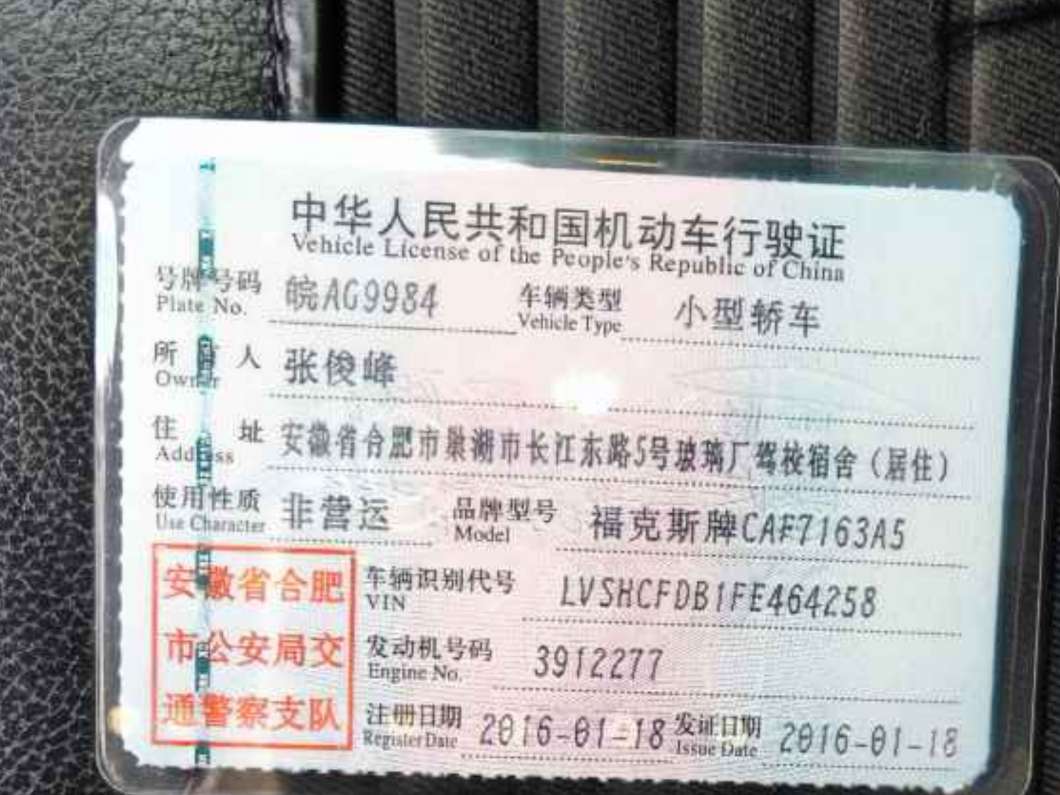 中华人民共和国机动车行驶证
Vehicle License of the People's Republic of China
号牌号码 皖AG9984 车辆类型 小型轿车
Plate No. Vehicle Type
所有人 张俊峰
Owner
住址 安徽省合肥市巢湖市长江东路5号玻璃厂驾校宿舍（居住）
Address
使用性质 非营运 品牌型号 福克斯牌CAF7163A5
Use Character Model
安徽省合肥 车辆识别代号 LVSHCFDB1FE464258
VIN
市公安局交 发动机号码 3912277
Engine No.
通警察支队 注册日期 2016-01-18 发证日期 2016-01-18
Register Date Issue Date